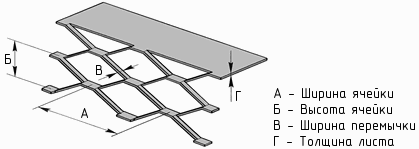 Б
В
А
Г
А - Ширина ячейки
Б - Высота ячейки
В - Ширина перемычки
Г - Толщина листа